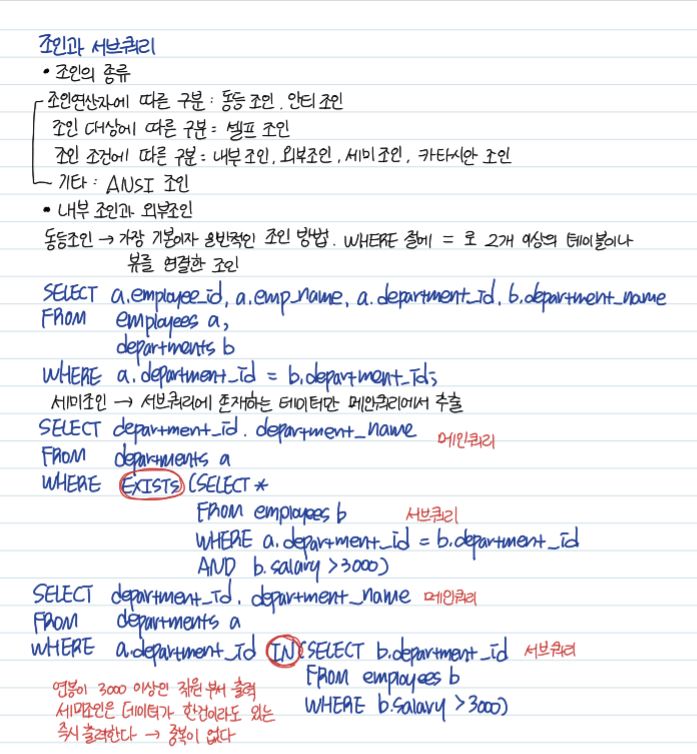 조인과 서브쿼리
• 조인의 종류
조인연산자에 따른 구분 : 동등 조인, 안티 조인
조인 대상에 따른 구분 : 셀프 조인
조인 조건에 따른 구분 : 내부 조인, 외부조인, 세미 조인, 카타시안 조인
기타 : ANSI 조인
• 내부 조인과 외부조인
동등조인 → 가장 기본이자 일반적인 조인 방법. WHERE 절에 = 로 2개 이상의 테이블이나
뷰를 연결한 조인
SELECT a.employee_id, a.emp_name, a.department_id, b.department_name
FROM employees a,
departments b
WHERE a.department_id = b.department_id;
세미조인 → 서브쿼리에 존재하는 데이터만 메인쿼리에서 추출
SELECT department_id, department_name 메인쿼리
FROM departments a
WHERE EXISTS (SELECT *
FROM employees b 서브쿼리
WHERE a.department_id = b.department_id
AND b.salary > 3000)
SELECT department_id, department_name 메인쿼리
FROM departments a
WHERE a.department_id IN (SELECT b.department_id 서브쿼리
FROM employees b
WHERE b.salary > 3000)
연봉이 3000 이상인 직원 부서 출력
세미조인은 데이터가 한건이라도 있는
즉시 출력한다 → 중복이 없다